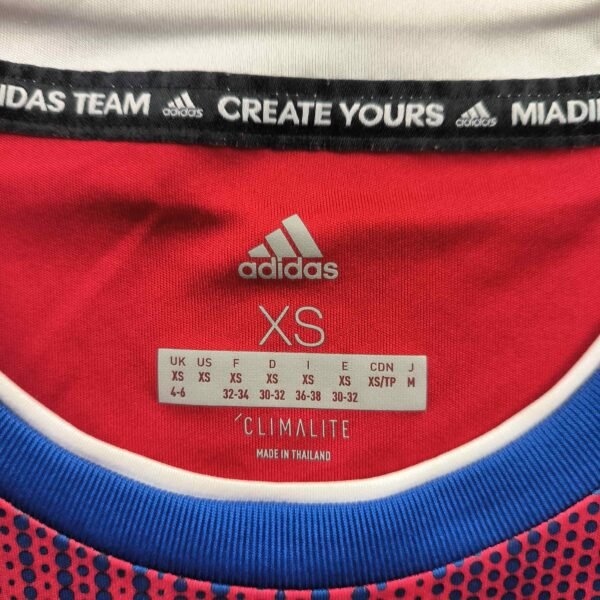 DAS TEAM adidas CREATE YOURS adidas MIADI
adidas
XS
UK US F D I E CDN J
XS XS XS XS XS XS XS/TP M
4-6 32-34 30-32 36-38 30-32
CLIMALITE
MADE IN THAILAND